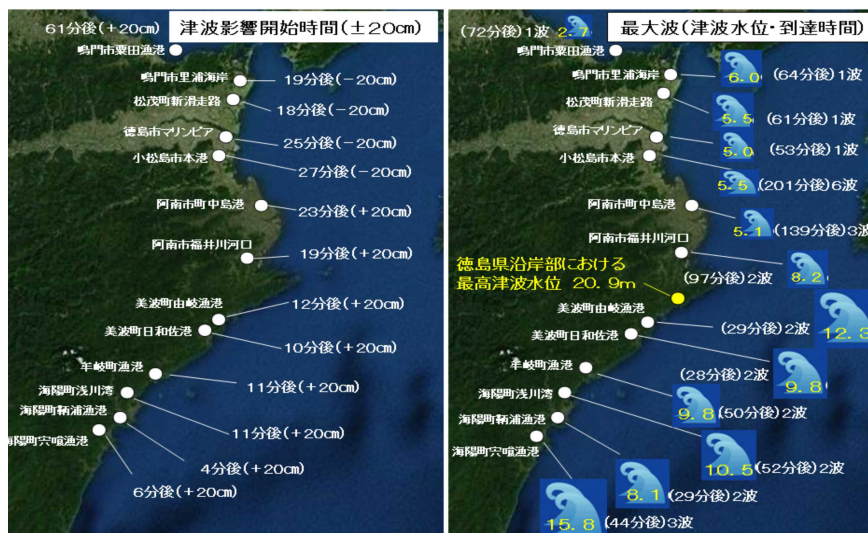 津波影響開始時間(±20㎝)
61分後(+20㎝)
鳴門市粟田漁港
鳴門市里浦海岸
19分後(-20㎝)
松茂町新滑走路
18分後(-20㎝)
徳島市マリンピア
25分後(-20㎝)
小松島市本港
27分後(-20㎝)
阿南市町中島港
23分後(+20㎝)
阿南市福井川河口
19分後(+20㎝)
美波町由岐漁港
12分後(+20㎝)
美波町日和佐港
10分後(+20㎝)
牟岐町漁港
11分後(+20㎝)
海陽町浅川湾
11分後(+20㎝)
海陽町鞆浦漁港
4分後(+20㎝)
海陽町宍喰漁港
6分後(+20㎝)
最大波(津波水位・到達時間)
(72分後)1波 2.7
鳴門市粟田漁港
鳴門市里浦海岸
6.0 (64分後)1波
松茂町新滑走路
5.5 (61分後)1波
徳島市マリンピア
5.0 (53分後)1波
小松島市本港
5.5 (201分後)6波
阿南市町中島港
5.1 (139分後)3波
阿南市福井川河口
(97分後)2波 8.2
徳島県沿岸部における
最高津波水位 20.9m
美波町由岐漁港
(29分後)2波 12.3
美波町日和佐港
(28分後)2波 9.8
牟岐町漁港
9.8 (50分後)2波
海陽町浅川湾
10.5 (52分後)2波
海陽町鞆浦漁港
8.1 (29分後)2波
海陽町宍喰漁港
15.8 (44分後)3波